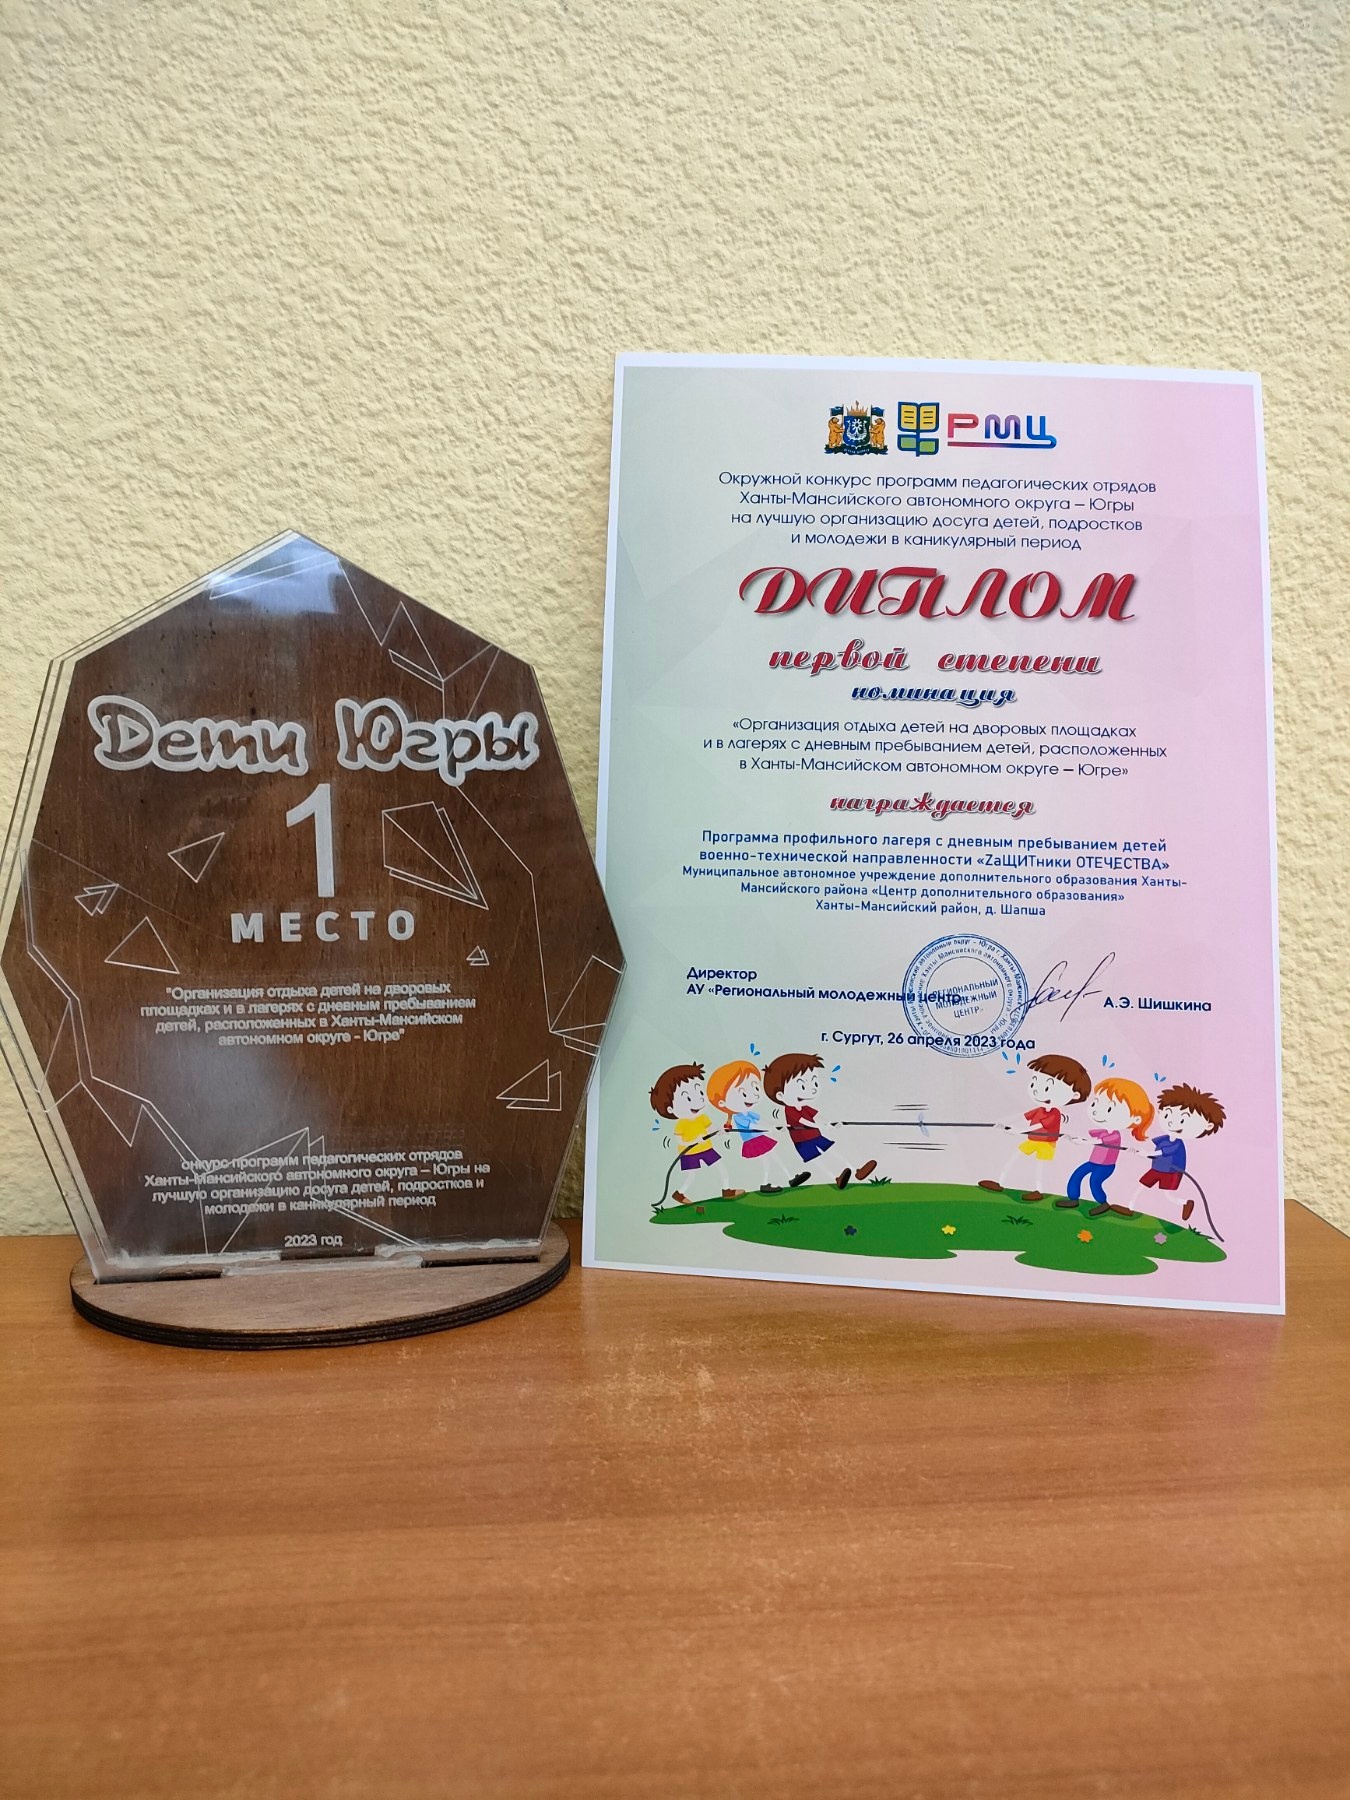 Дети Югры
1
МЕСТО
"Организация отдыха детей на дворовых
площадках и в лагерях с дневным пребыванием
детей, расположенных в Ханты-Мансийском
автономном округе - Югре"
онкурс программ педагогических отрядов
Ханты-Мансийского автономного округа – Югры на
лучшую организацию досуга детей, подростков и
молодежи в каникулярный период
2023 год
РМЦ
Окружной конкурс программ педагогических отрядов
Ханты-Мансийского автономного округа – Югры
на лучшую организацию досуга детей, подростков
и молодежи в каникулярный период
ДИПЛОМ
первой степени
номинация
«Организация отдыха детей на дворовых площадках
и в лагерях с дневным пребыванием детей, расположенных
в Ханты-Мансийском автономном округе – Югре»
награждается
Программа профильного лагеря с дневным пребыванием детей
военно-технической направленности «ZaЩИТники ОТЕЧЕСТВА»
Муниципальное автономное учреждение дополнительного образования Ханты-
Мансийского района «Центр дополнительного образования»
Ханты-Мансийский район, д. Шапша
Директор
АУ «Региональный молодежный центр»
А.Э. Шишкина
РЕГИОНАЛЬНЫЙ
МОЛОДЕЖНЫЙ
ЦЕНТР
г. Сургут, 26 апреля 2023 года